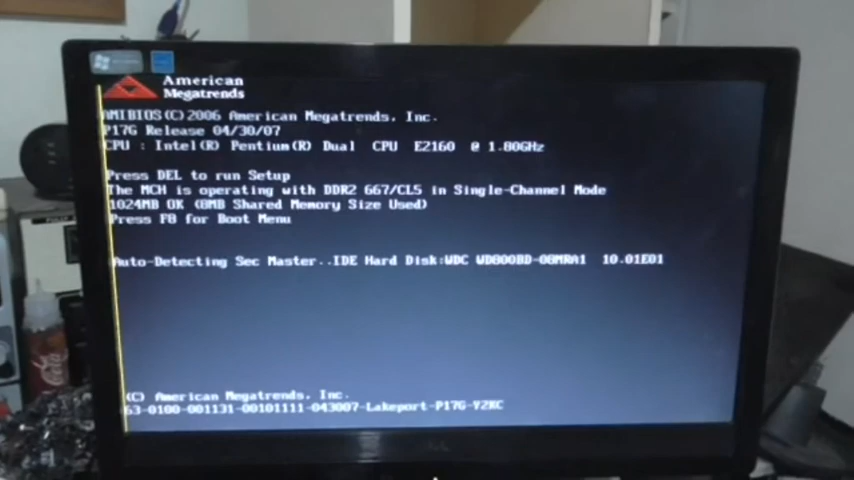 American
Megatrends
AMIBIOS(C)2006 American Megatrends, Inc.
P17G Release 04/30/07
CPU : Intel(R) Pentium(R) Dual CPU E2160 @ 1.80GHz
Press DEL to run Setup
The MCH is operating with DDR2 667/CL5 in Single-Channel Mode
1024MB OK (8MB Shared Memory Size Used)
Press F8 for Boot Menu
Auto-Detecting Sec Master..IDE Hard Disk:WDC WD800BD-08MRA1 10.01E01
(C) American Megatrends, Inc.
63-0100-001131-00101111-043007-Lakeport-P17G-Y2KC